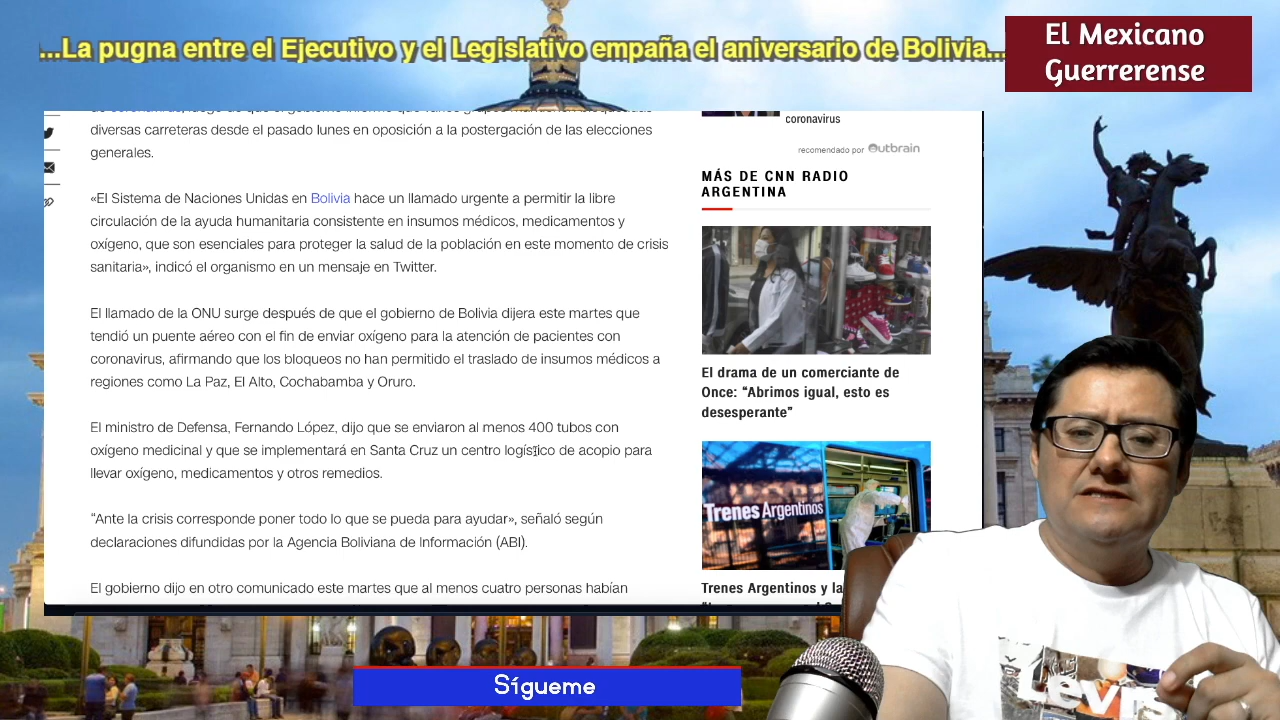 ...La pugna entre el Ejecutivo y el Legislativo empaña el aniversario de Bolivia...
El Mexicano
Guerrerense
diversas carreteras desde el pasado lunes en oposición a la postergación de las elecciones
generales.
«El Sistema de Naciones Unidas en Bolivia hace un llamado urgente a permitir la libre
circulación de la ayuda humanitaria consistente en insumos médicos, medicamentos y
oxígeno, que son esenciales para proteger la salud de la población en este momento de crisis
sanitaria», indicó el organismo en un mensaje en Twitter.
El llamado de la ONU surge después de que el gobierno de Bolivia dijera este martes que
tendió un puente aéreo con el fin de enviar oxígeno para la atención de pacientes con
coronavirus, afirmando que los bloqueos no han permitido el traslado de insumos médicos a
regiones como La Paz, El Alto, Cochabamba y Oruro.
El ministro de Defensa, Fernando López, dijo que se enviaron al menos 400 tubos con
oxígeno medicinal y que se implementará en Santa Cruz un centro logístico de acopio para
llevar oxígeno, medicamentos y otros remedios.
“Ante la crisis corresponde poner todo lo que se pueda para ayudar», señaló según
declaraciones difundidas por la Agencia Boliviana de Información (ABI).
El gobierno dijo en otro comunicado este martes que al menos cuatro personas habían
coronavirus
recomendado por Outbrain
MÁS DE CNN RADIO
ARGENTINA
El drama de un comerciante de
Once: “Abrimos igual, esto es
desesperante”
Trenes Argentinos
Trenes Argentinos y la
Sígueme
Levi's